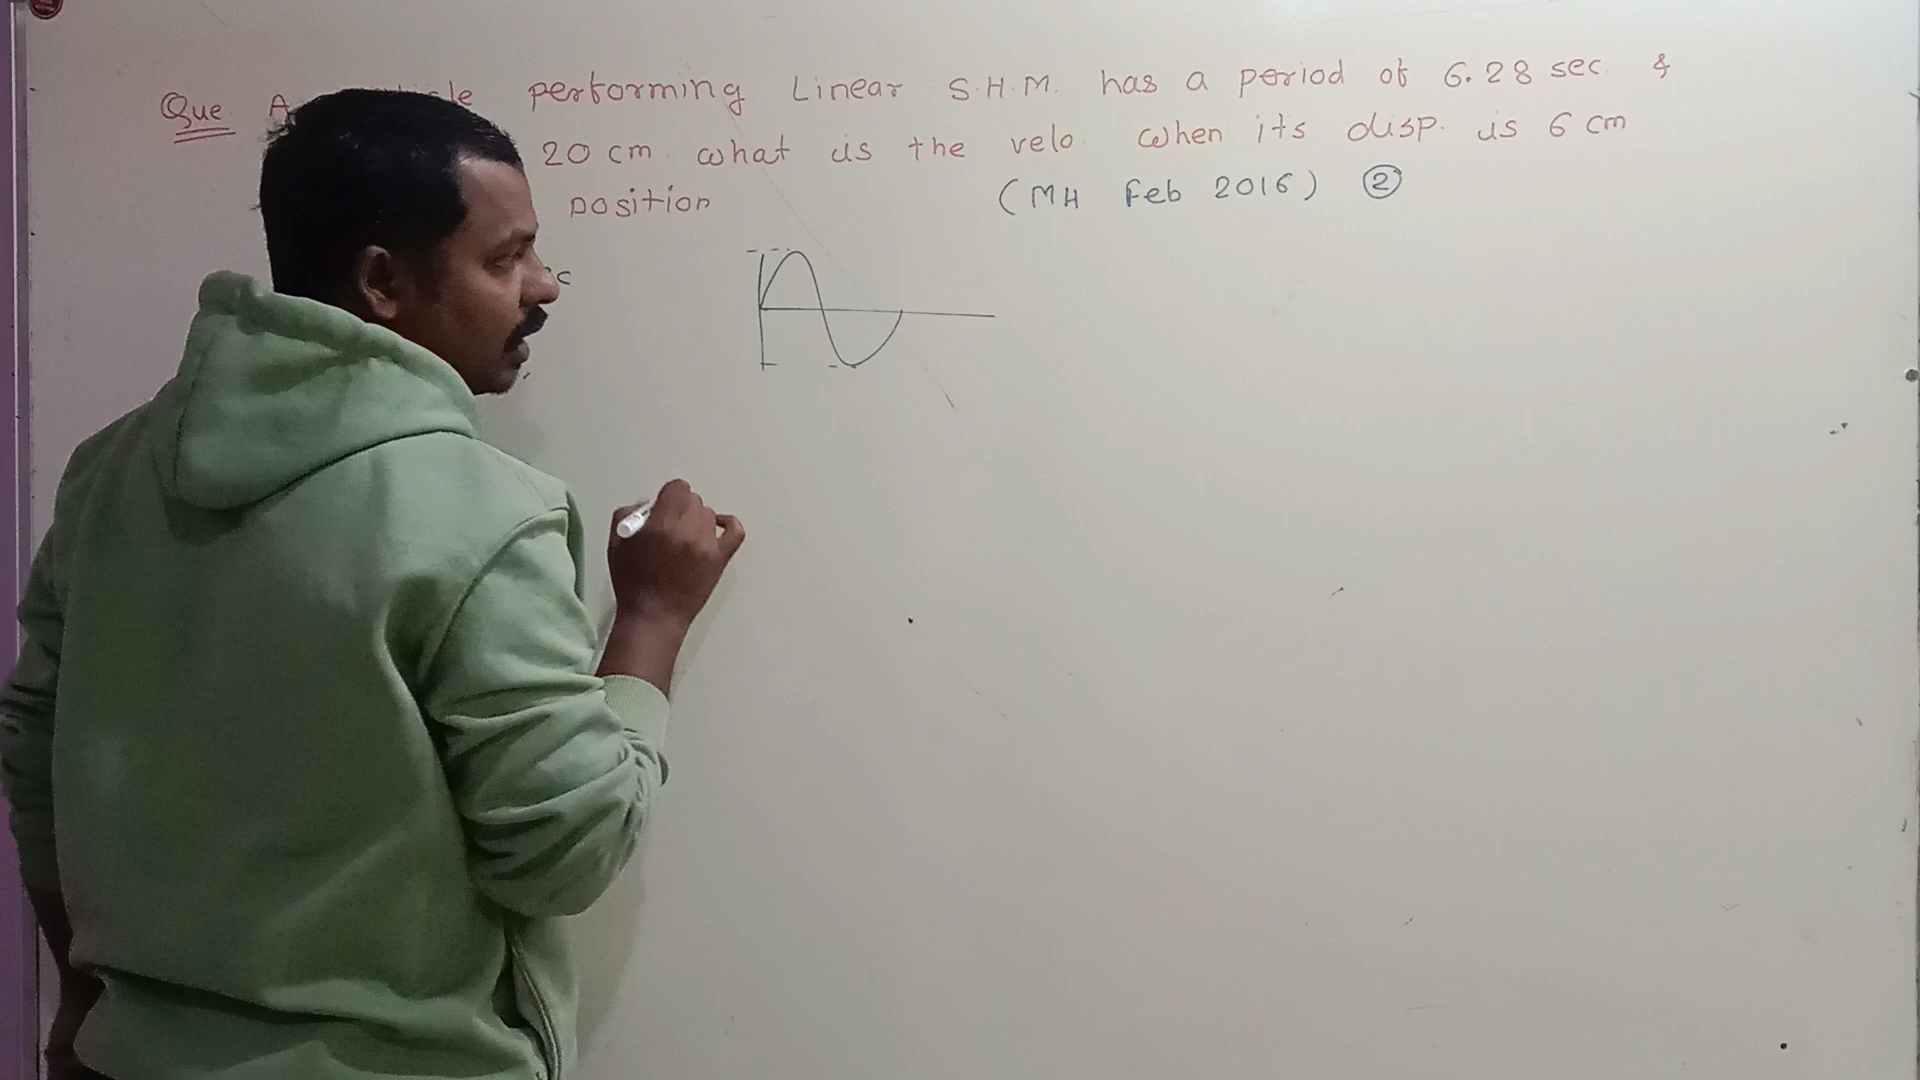 Que A performing Linear S.H.M. has a period of 6.28 sec. &
20 cm. what is the velo. when its disp. is 6 cm
position (MH Feb 2016) ②